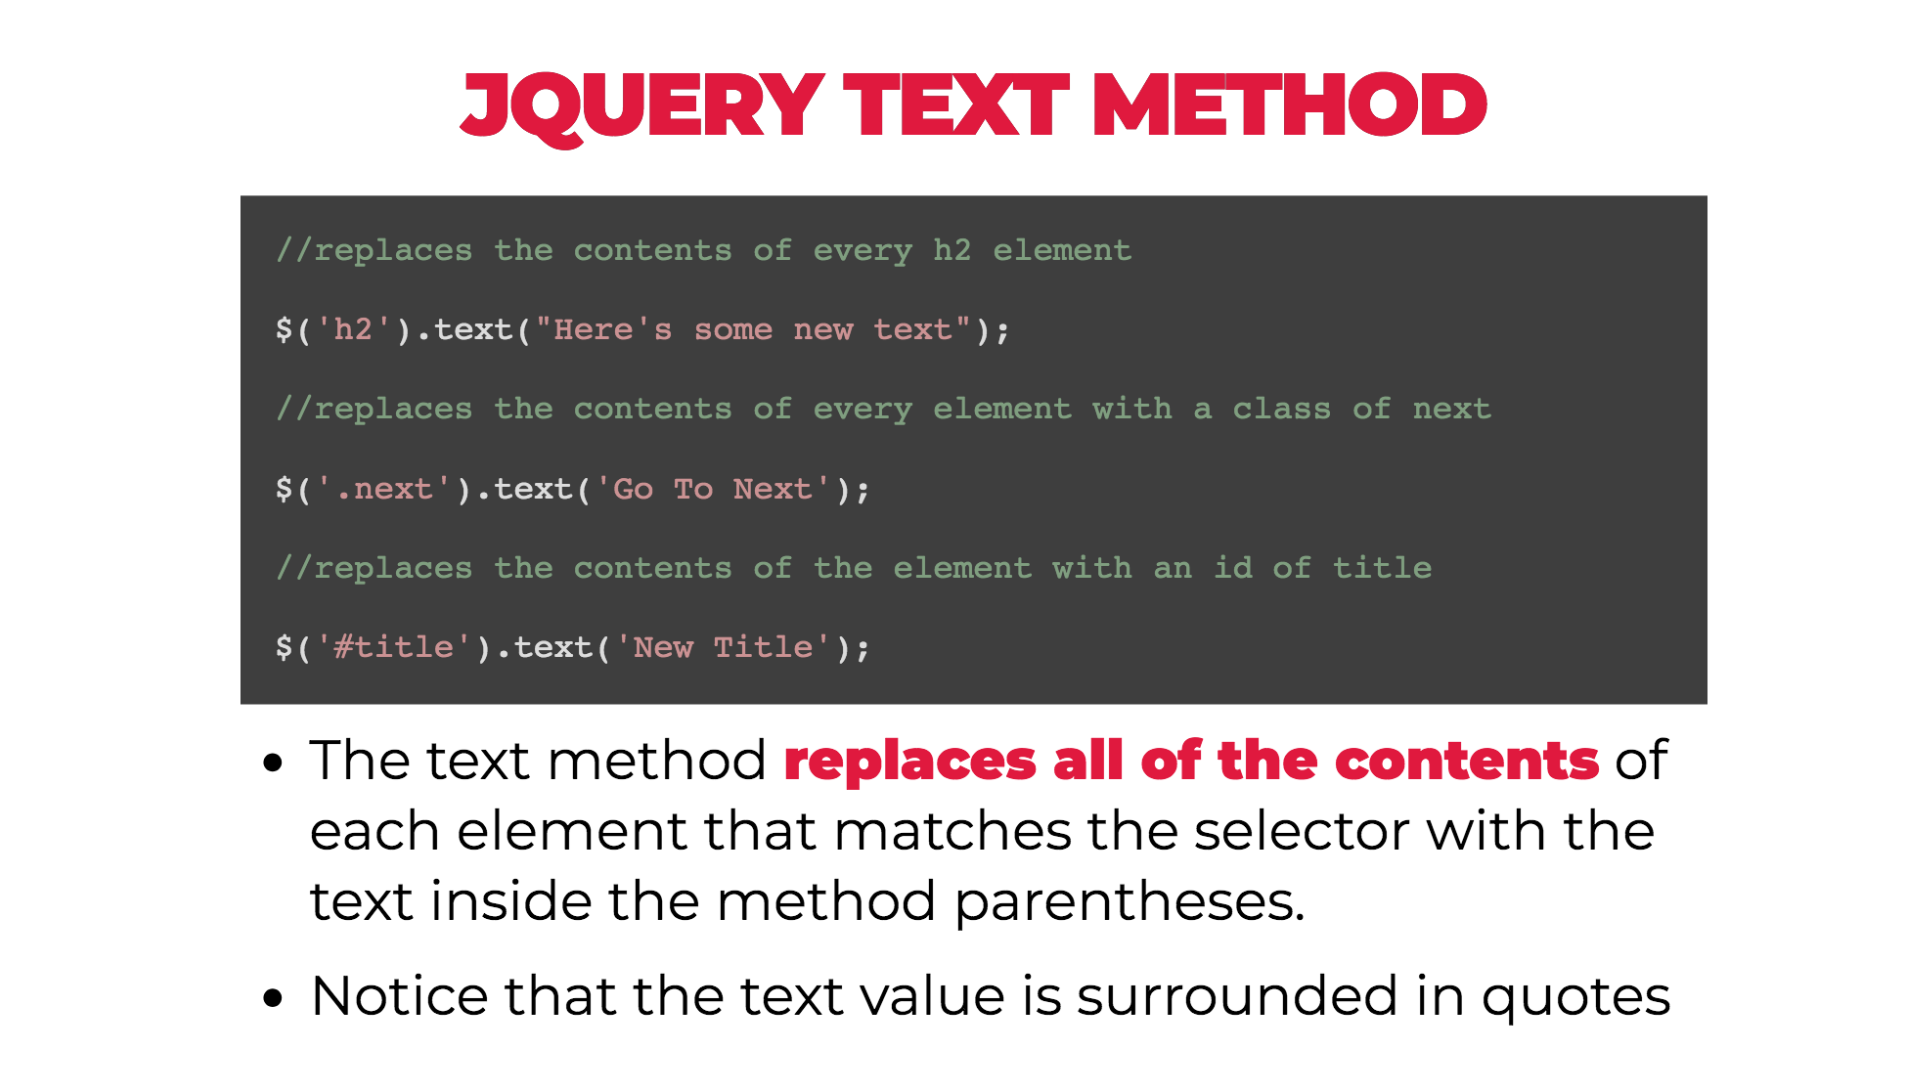 JQUERY TEXT METHOD
//replaces the contents of every h2 element
$('h2').text("Here's some new text");
//replaces the contents of every element with a class of next
$('.next').text('Go To Next');
//replaces the contents of the element with an id of title
$('#title').text('New Title');
• The text method replaces all of the contents of
each element that matches the selector with the
text inside the method parentheses.
• Notice that the text value is surrounded in quotes